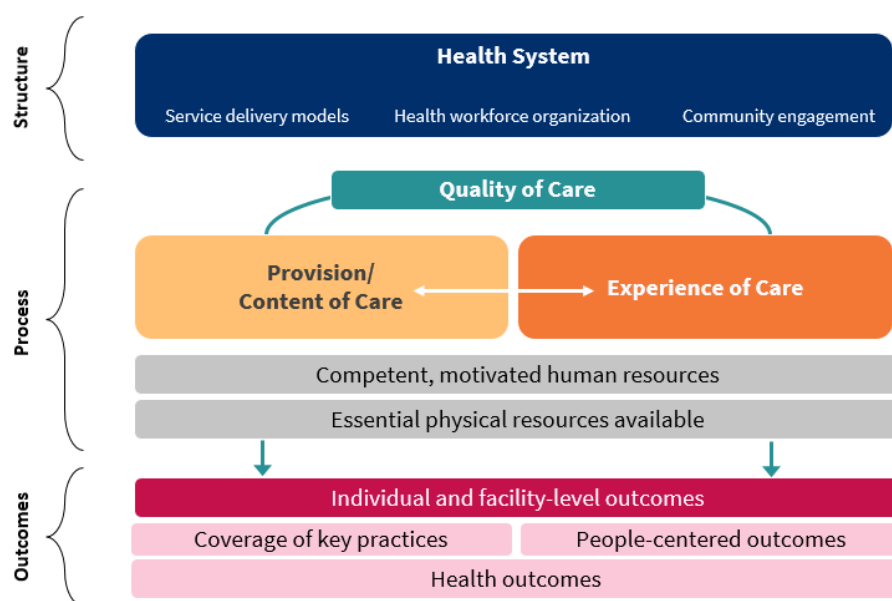 Structure
Health System
Service delivery models
Health workforce organization
Community engagement
Process
Quality of Care
Provision/
Content of Care
Experience of Care
Competent, motivated human resources
Essential physical resources available
Outcomes
Individual and facility-level outcomes
Coverage of key practices
People-centered outcomes
Health outcomes